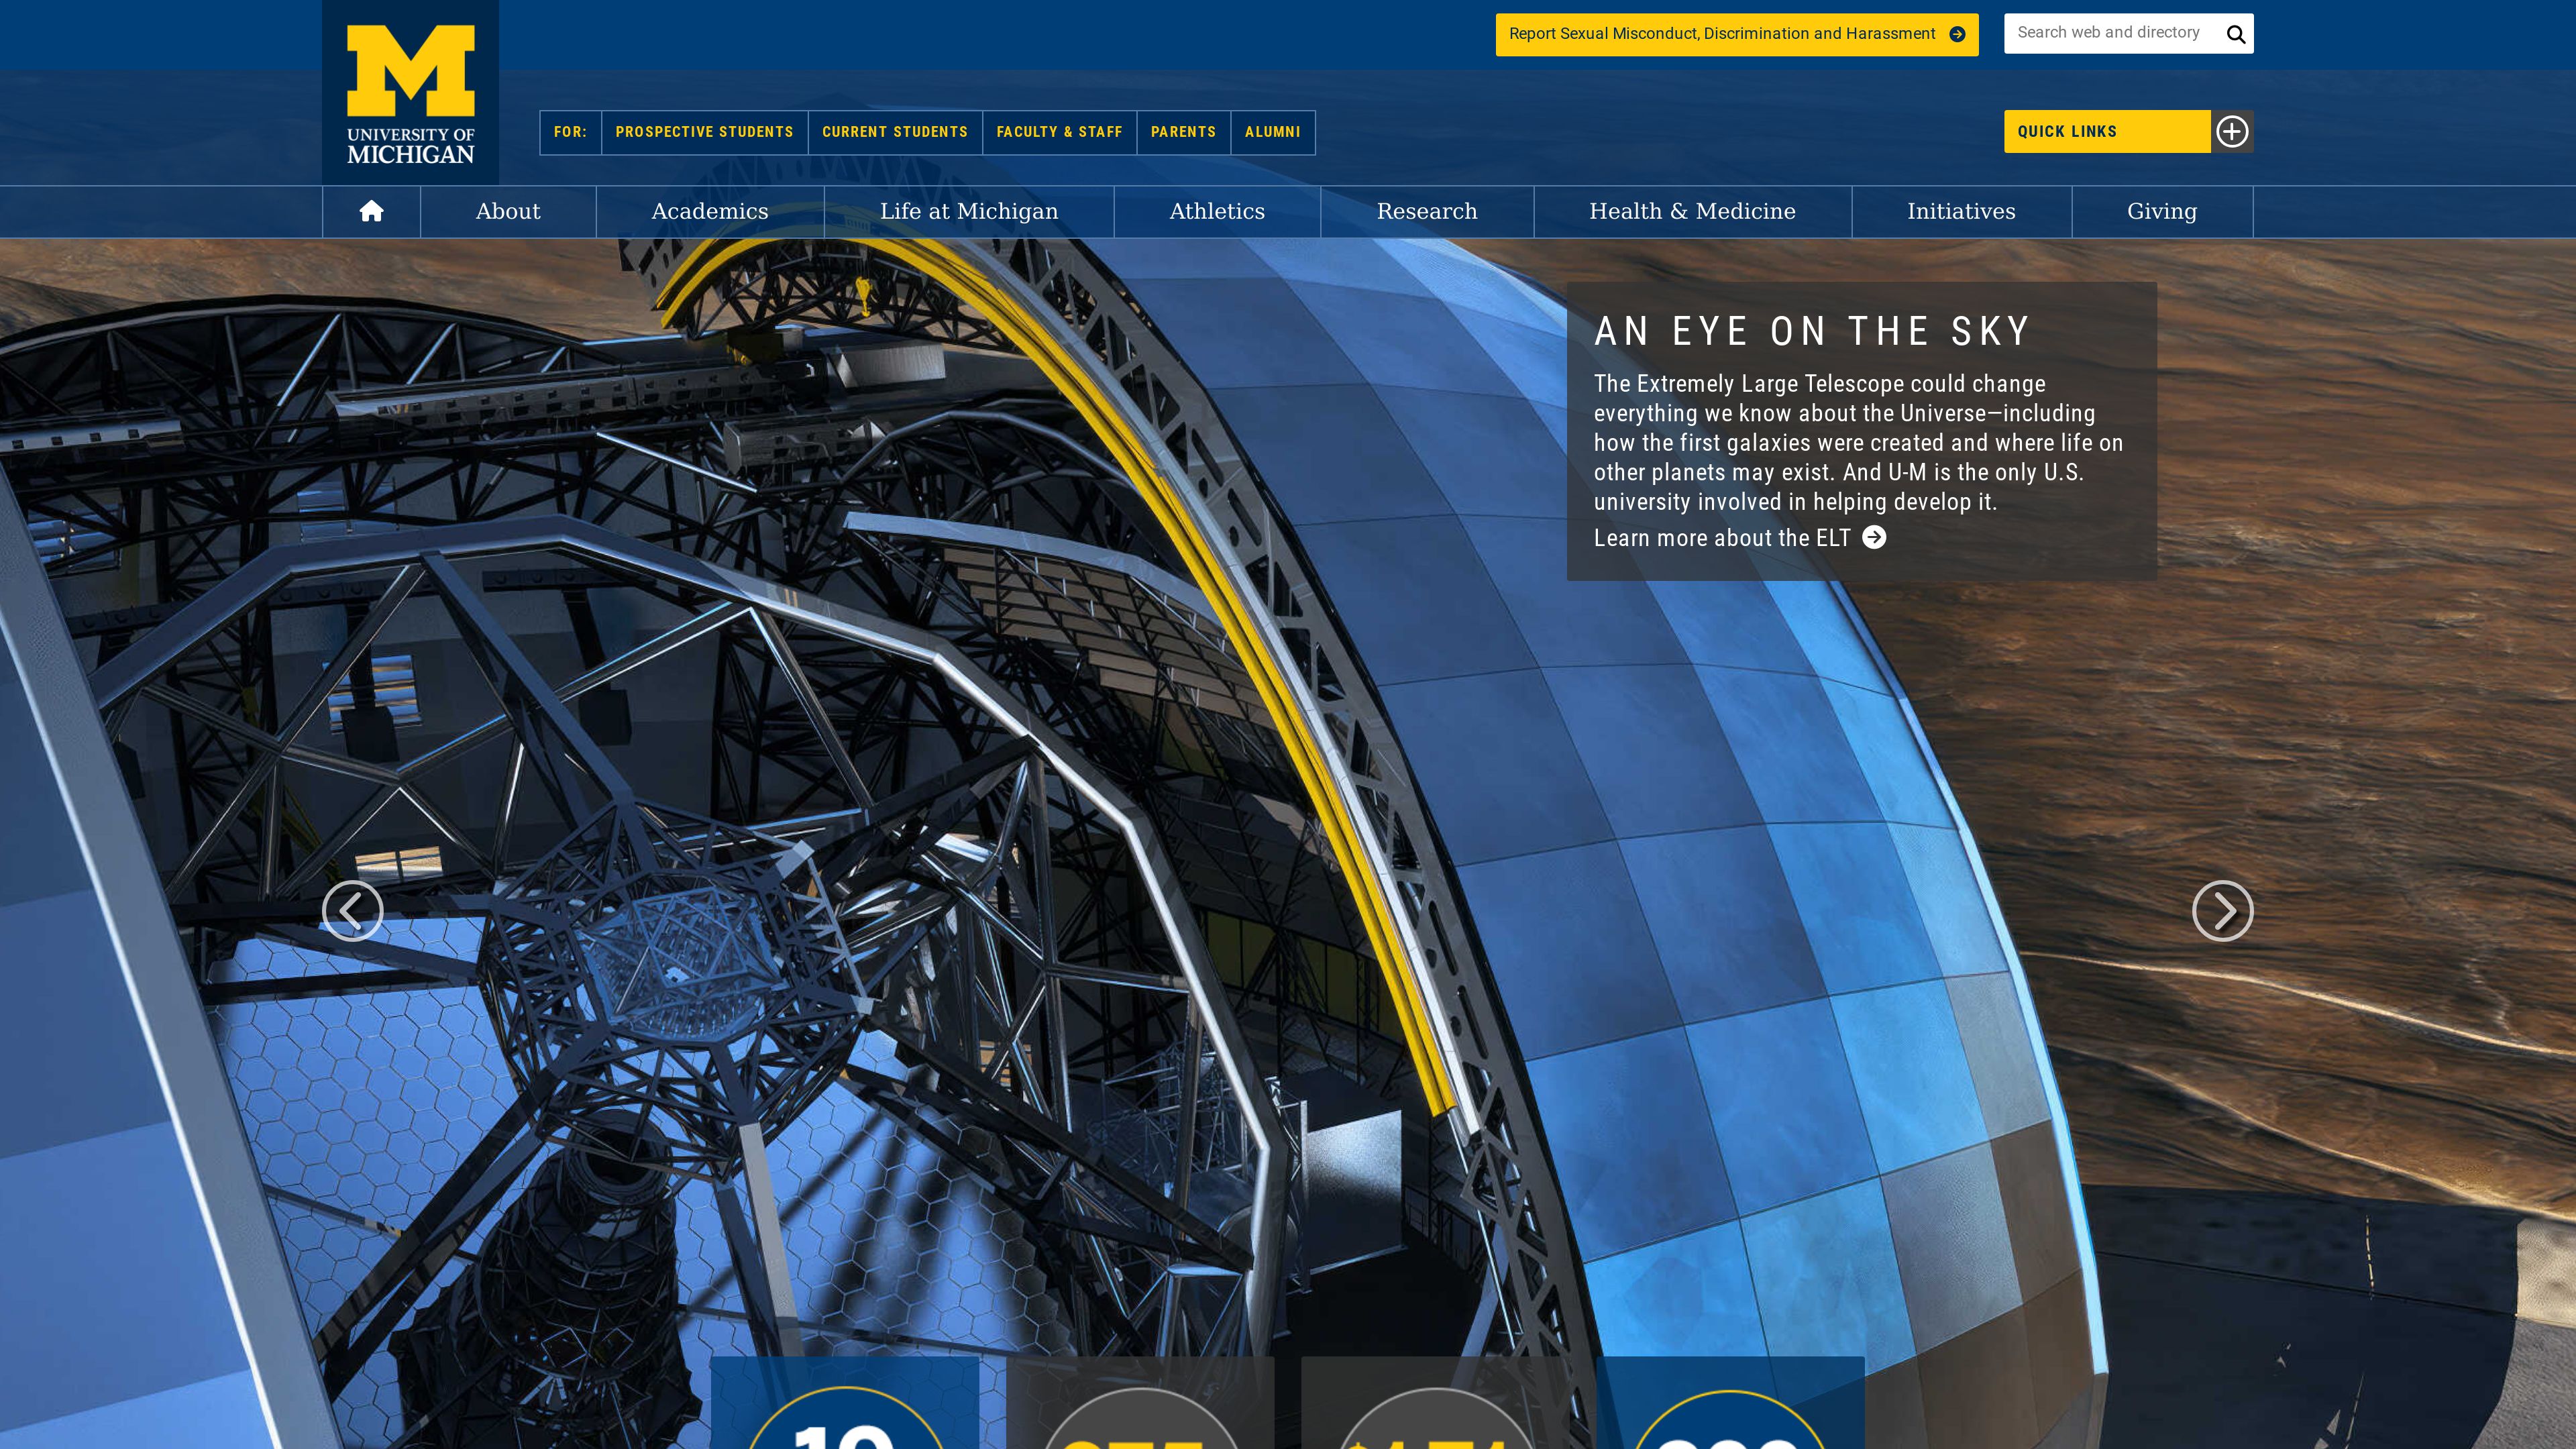 Report Sexual Misconduct, Discrimination and Harassment
Search web and directory
UNIVERSITY OF
MICHIGAN
FOR:
PROSPECTIVE STUDENTS
CURRENT STUDENTS
FACULTY & STAFF
PARENTS
ALUMNI
QUICK LINKS
About
Academics
Life at Michigan
Athletics
Research
Health & Medicine
Initiatives
Giving
AN EYE ON THE SKY
The Extremely Large Telescope could change
everything we know about the Universe—including
how the first galaxies were created and where life on
other planets may exist. And U-M is the only U.S.
university involved in helping develop it.
Learn more about the ELT